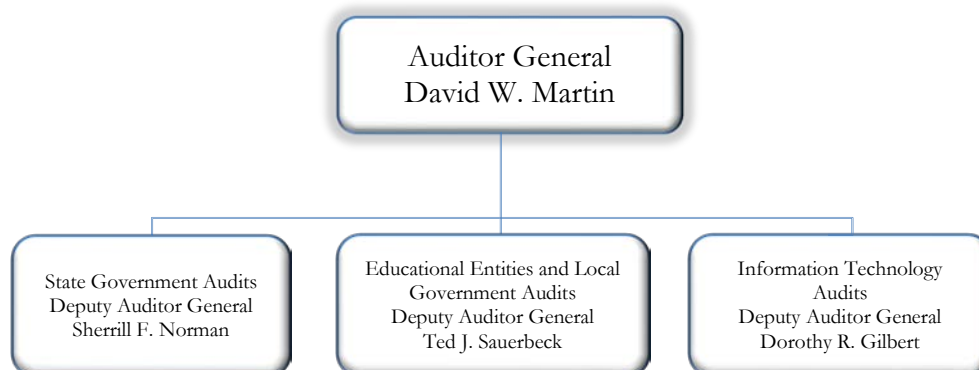 Auditor General
David W. Martin
State Government Audits
Deputy Auditor General
Sherrill F. Norman
Educational Entities and Local
Government Audits
Deputy Auditor General
Ted J. Sauerbeck
Information Technology
Audits
Deputy Auditor General
Dorothy R. Gilbert